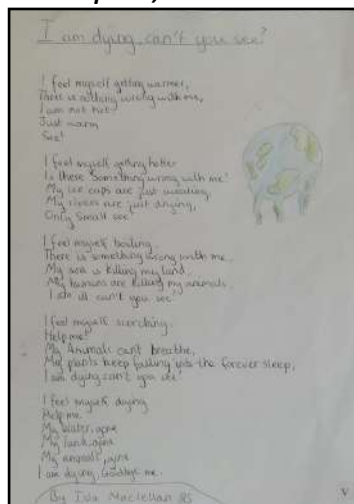 I am dying, can't you see?
I feel myself getting warmer,
There is nothing wrong with me,
I am not hot
Just warm
See!
I feel myself getting hotter
Is there Something wrong with me?
My ice caps are just sweating,
My rivers are just drying,
Only Small see
I feel myself boiling.
There is something wrong with me.
My sea is killing my land.
My humans are killing my animals.
I am ill can't you see
I feel myself scorching.
Help me!
My Animals can't breathe,
My plants keep falling into the forever sleep,
I am dying can't you see!
I feel myself dying
Help me
My water, gone
My land, gone
My animals, gone
I am dying, Goodbye me.
By Isla Maclellan